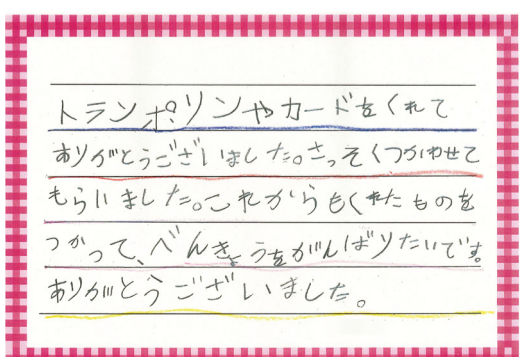 トランポリンやカードをくれて
ありがとうございました。さっそくつかわせて
もらいました。これからもくれたものを
つかって、べんきょうをがんばりたいです。
ありがとうございました。